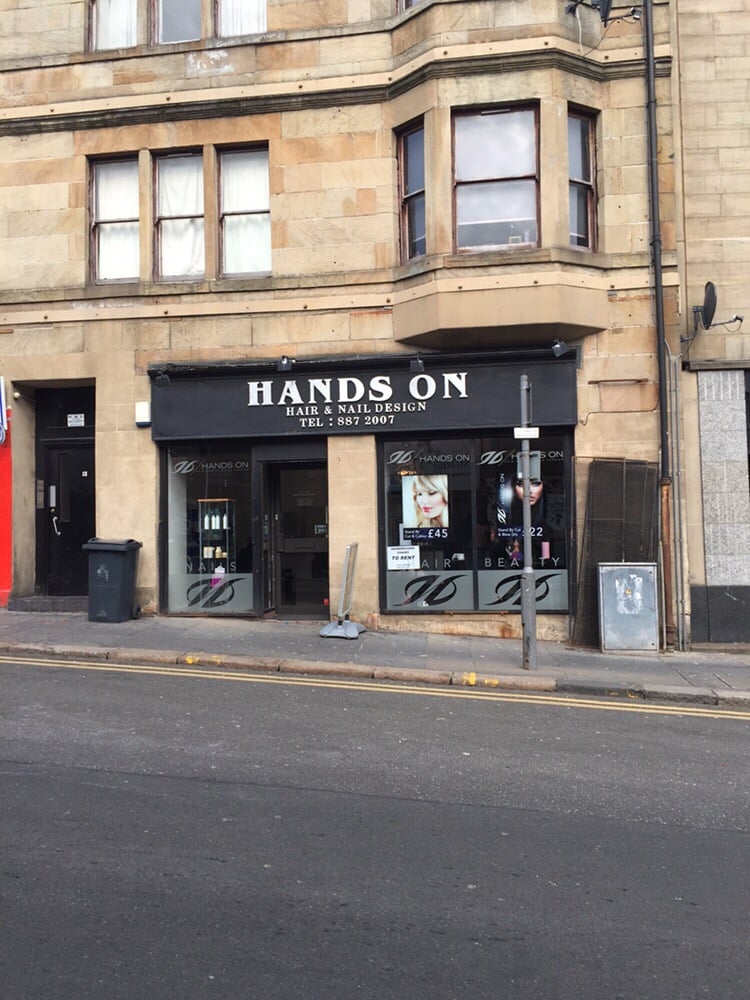 HANDS ON
HAIR & NAIL DESIGN
TEL : 887 2007
HANDS ON
HANDS ON
HANDS ON
£45
22
TO RENT
NAILS
HAIR
BEAUTY